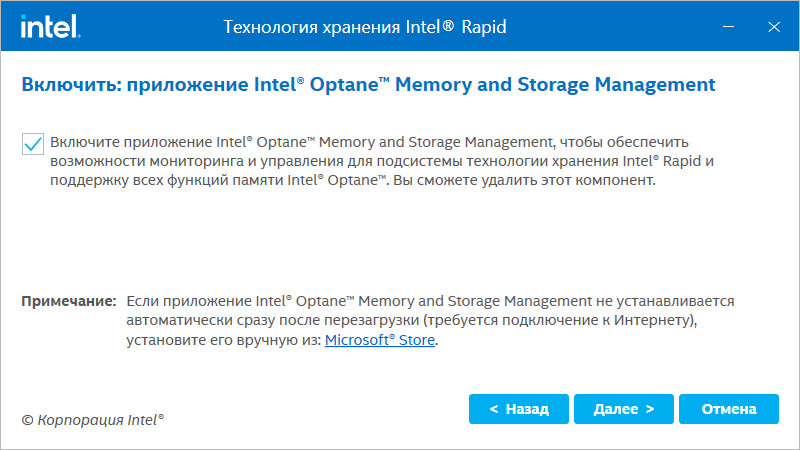 intel.
Технология хранения Intel® Rapid
Включить: приложение Intel® Optane™ Memory and Storage Management
Включите приложение Intel® Optane™ Memory and Storage Management, чтобы обеспечить
возможности мониторинга и управления для подсистемы технологии хранения Intel® Rapid и
поддержку всех функций памяти Intel® Optane™. Вы сможете удалить этот компонент.
Примечание: Если приложение Intel® Optane™ Memory and Storage Management не устанавливается
автоматически сразу после перезагрузки (требуется подключение к Интернету),
установите его вручную из: Microsoft® Store.
© Корпорация Intel®
< Назад
Далее >
Отмена